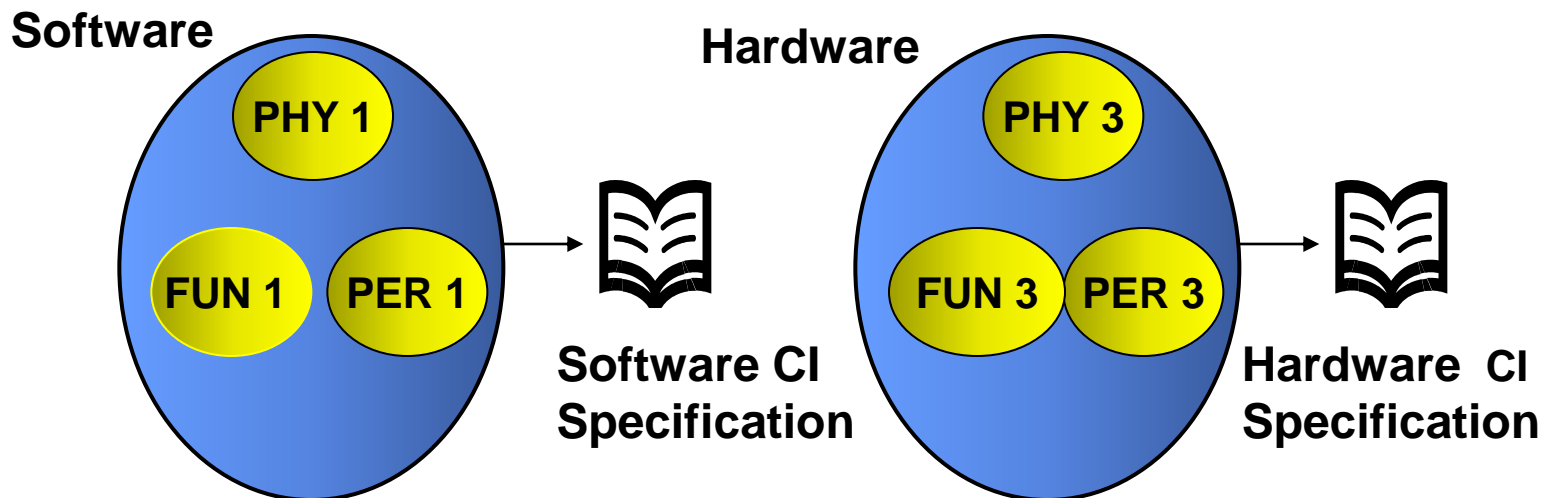 Software
PHY 1
FUN 1
PER 1
Software CI
Specification
Hardware
PHY 3
FUN 3
PER 3
Hardware CI
Specification